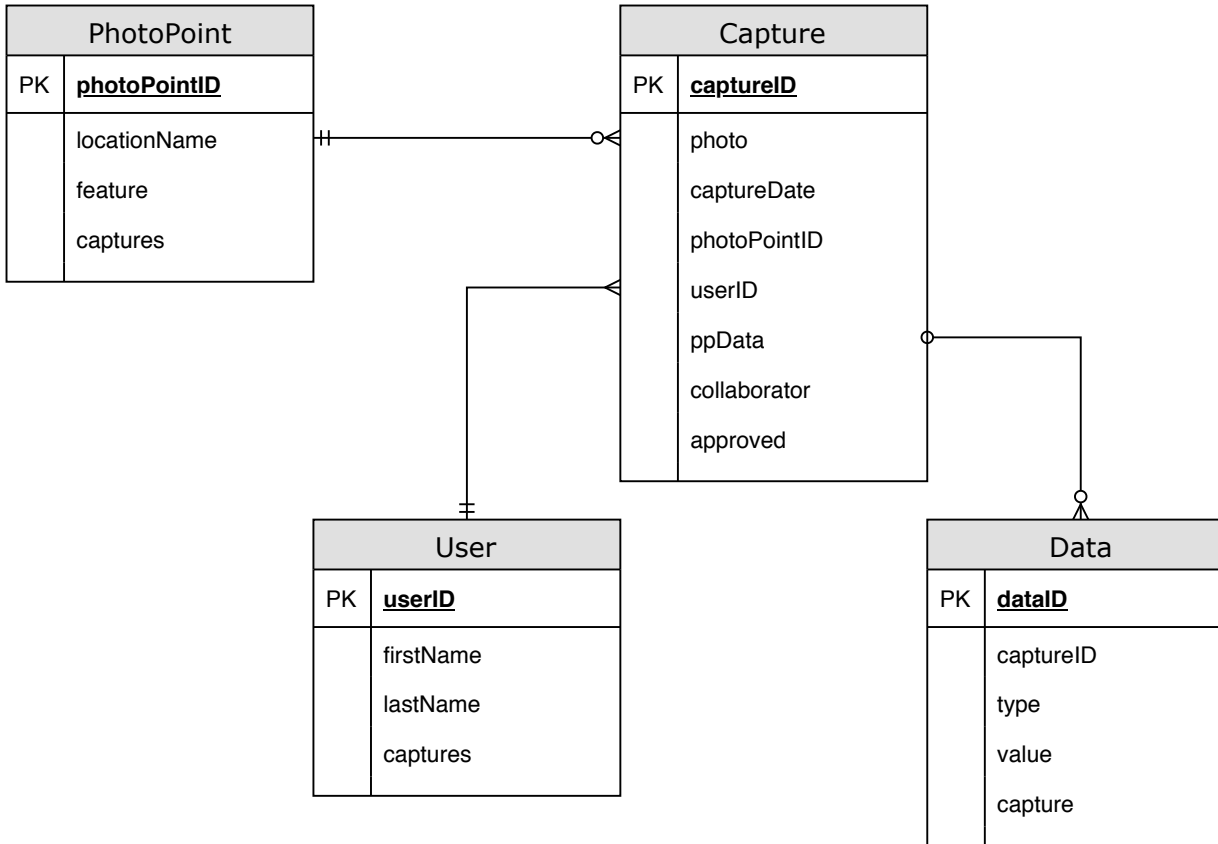 PhotoPoint
PK photoPointID
locationName
feature
captures
Capture
PK captureID
photo
captureDate
photoPointID
userID
ppData
collaborator
approved
User
PK userID
firstName
lastName
captures
Data
PK dataID
captureID
type
value
capture